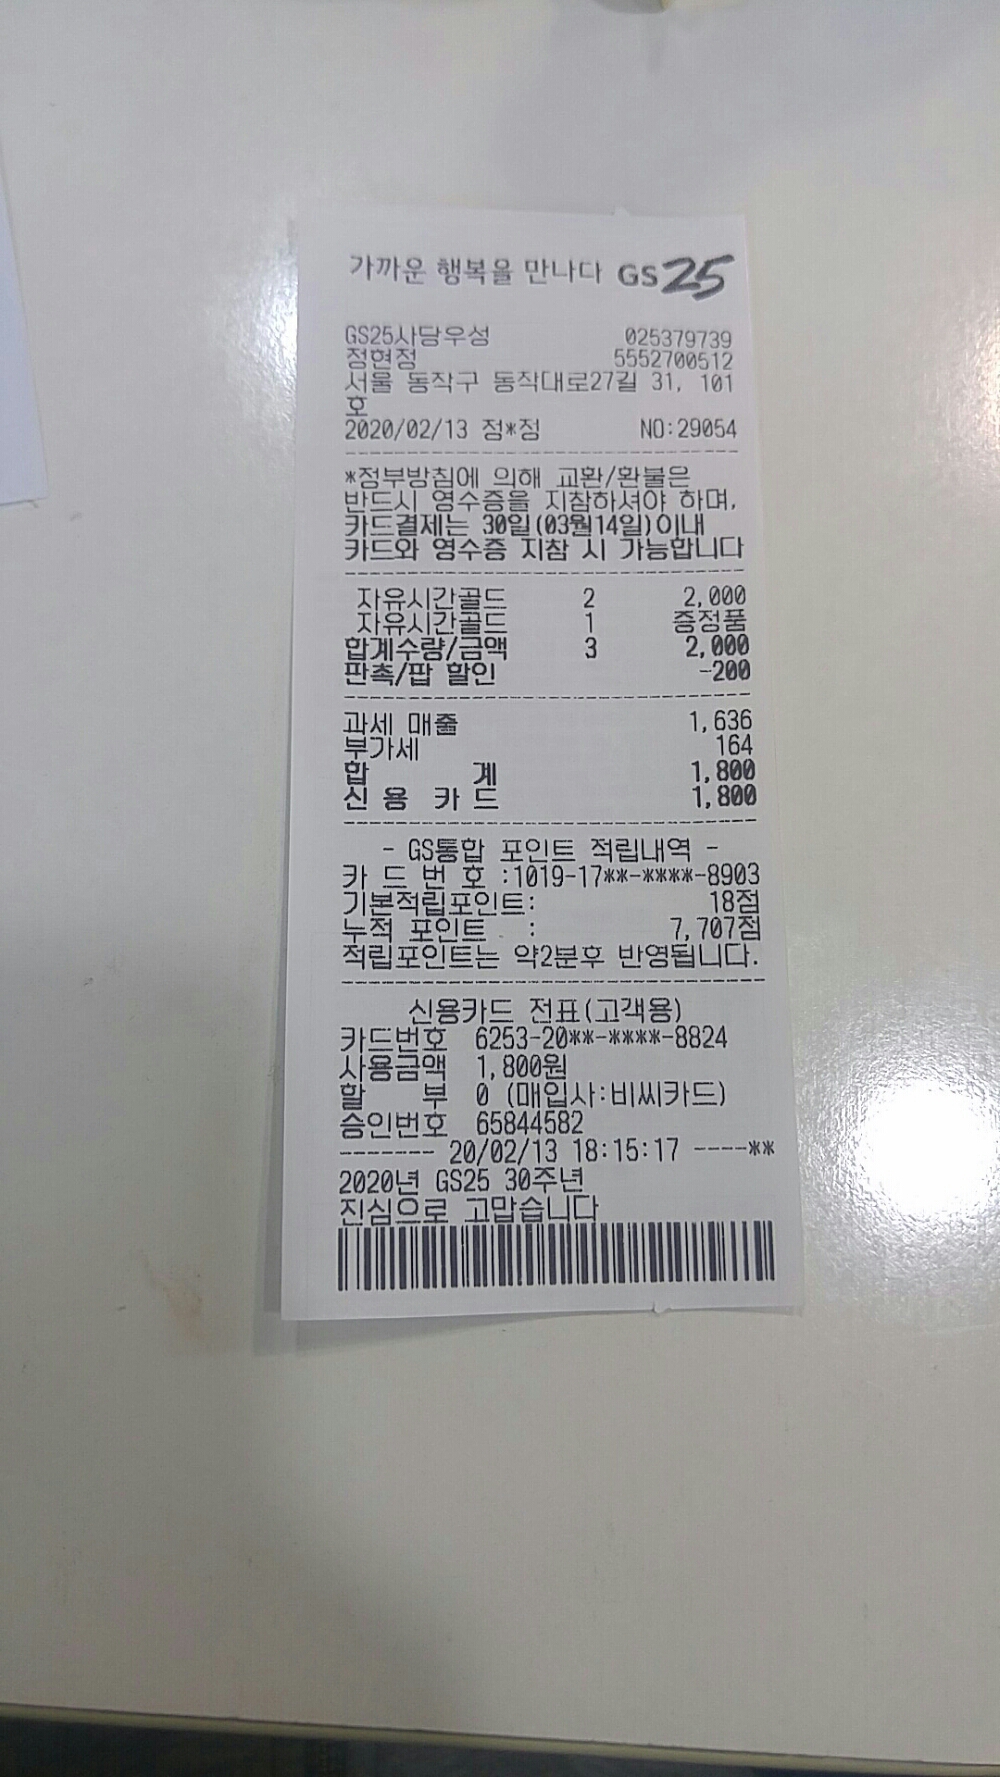 가까운 행복을 만나다 GS25
GS25사당우성 025379739
정현정 5552700512
서울 동작구 동작대로27길 31, 101
호
2020/02/13 정*정 NO:29054
*정부방침에 의해 교환/환불은
반드시 영수증을 지참하셔야 하며,
카드결제는 30일(03월14일)이내
카드와 영수증 지참 시 가능합니다
자유시간골드 2 2,000
자유시간골드 1 증정품
합계수량/금액 3 2,000
판촉/팝 할인 -200
과세 매출 1,636
부가세 164
합 계 1,800
신 용 카 드 1,800
- GS통합 포인트 적립내역 -
카 드 번 호 :1019-17**-****-8903
기본적립포인트: 18점
누적 포인트 : 7,707점
적립포인트는 약2분후 반영됩니다.
신용카드 전표(고객용)
카드번호 6253-20**-****-8824
사용금액 1,800원
할 부 0 (매입사:비씨카드)
승인번호 65844582
------- 20/02/13 18:15:17 ----**
2020년 GS25 30주년
진심으로 고맙습니다